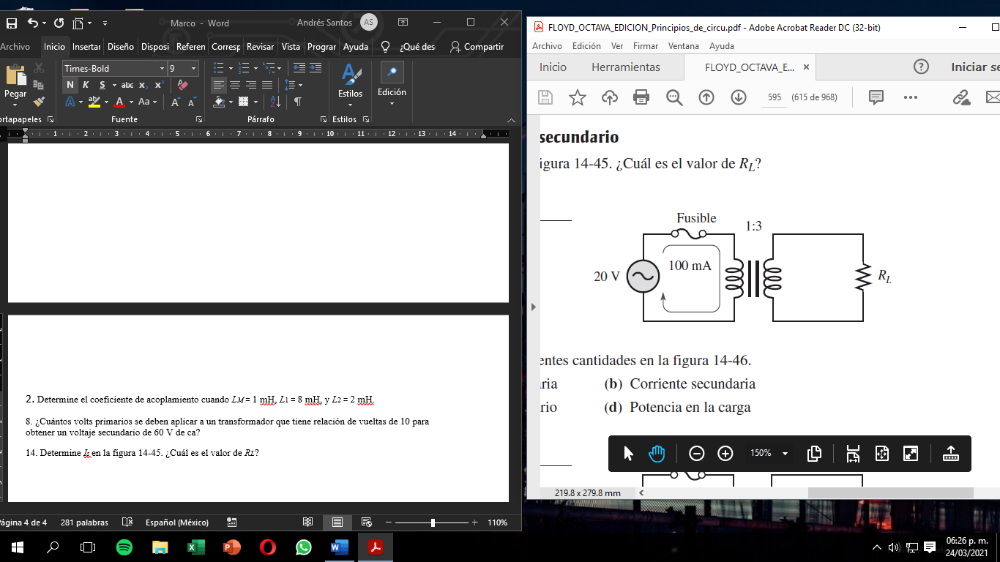 Marco - Word
Andrés Santos
AS
Archivo
Inicio
Insertar
Diseño
Disposi
Referen
Corresp
Revisar
Vista
Prograr
Ayuda
¿Qué des
Compartir
Pegar
Times-Bold
9
N K S abc x₂ x²
Aa
Estilos
Edición
ortapapeles
Fuente
Párrafo
Estilos
1 2 3 4 5 6 7 8 9 10 11 12 13 14
2. Determine el coeficiente de acoplamiento cuando LM = 1 mH, L1 = 8 mH, y L2 = 2 mH.
8. ¿Cuántos volts primarios se deben aplicar a un transformador que tiene relación de vueltas de 10 para
obtener un voltaje secundario de 60 V de ca?
14. Determine Is en la figura 14-45. ¿Cuál es el valor de RL?
Página 4 de 4
281 palabras
Español (México)
110%
FLOYD_OCTAVA_EDICION_Principios_de_circu.pdf - Adobe Acrobat Reader DC (32-bit)
Archivo
Edición
Ver
Firmar
Ventana
Ayuda
Inicio
Herramientas
FLOYD_OCTAVA_E...
Iniciar se
595
(615 de 968)
secundario
igura 14-45. ¿Cuál es el valor de RL?
Fusible
1:3
100 mA
20 V
RL
entes cantidades en la figura 14-46.
aria
(b) Corriente secundaria
rio
(d) Potencia en la carga
150%
219.8 x 279.8 mm
06:26 p. m.
24/03/2021